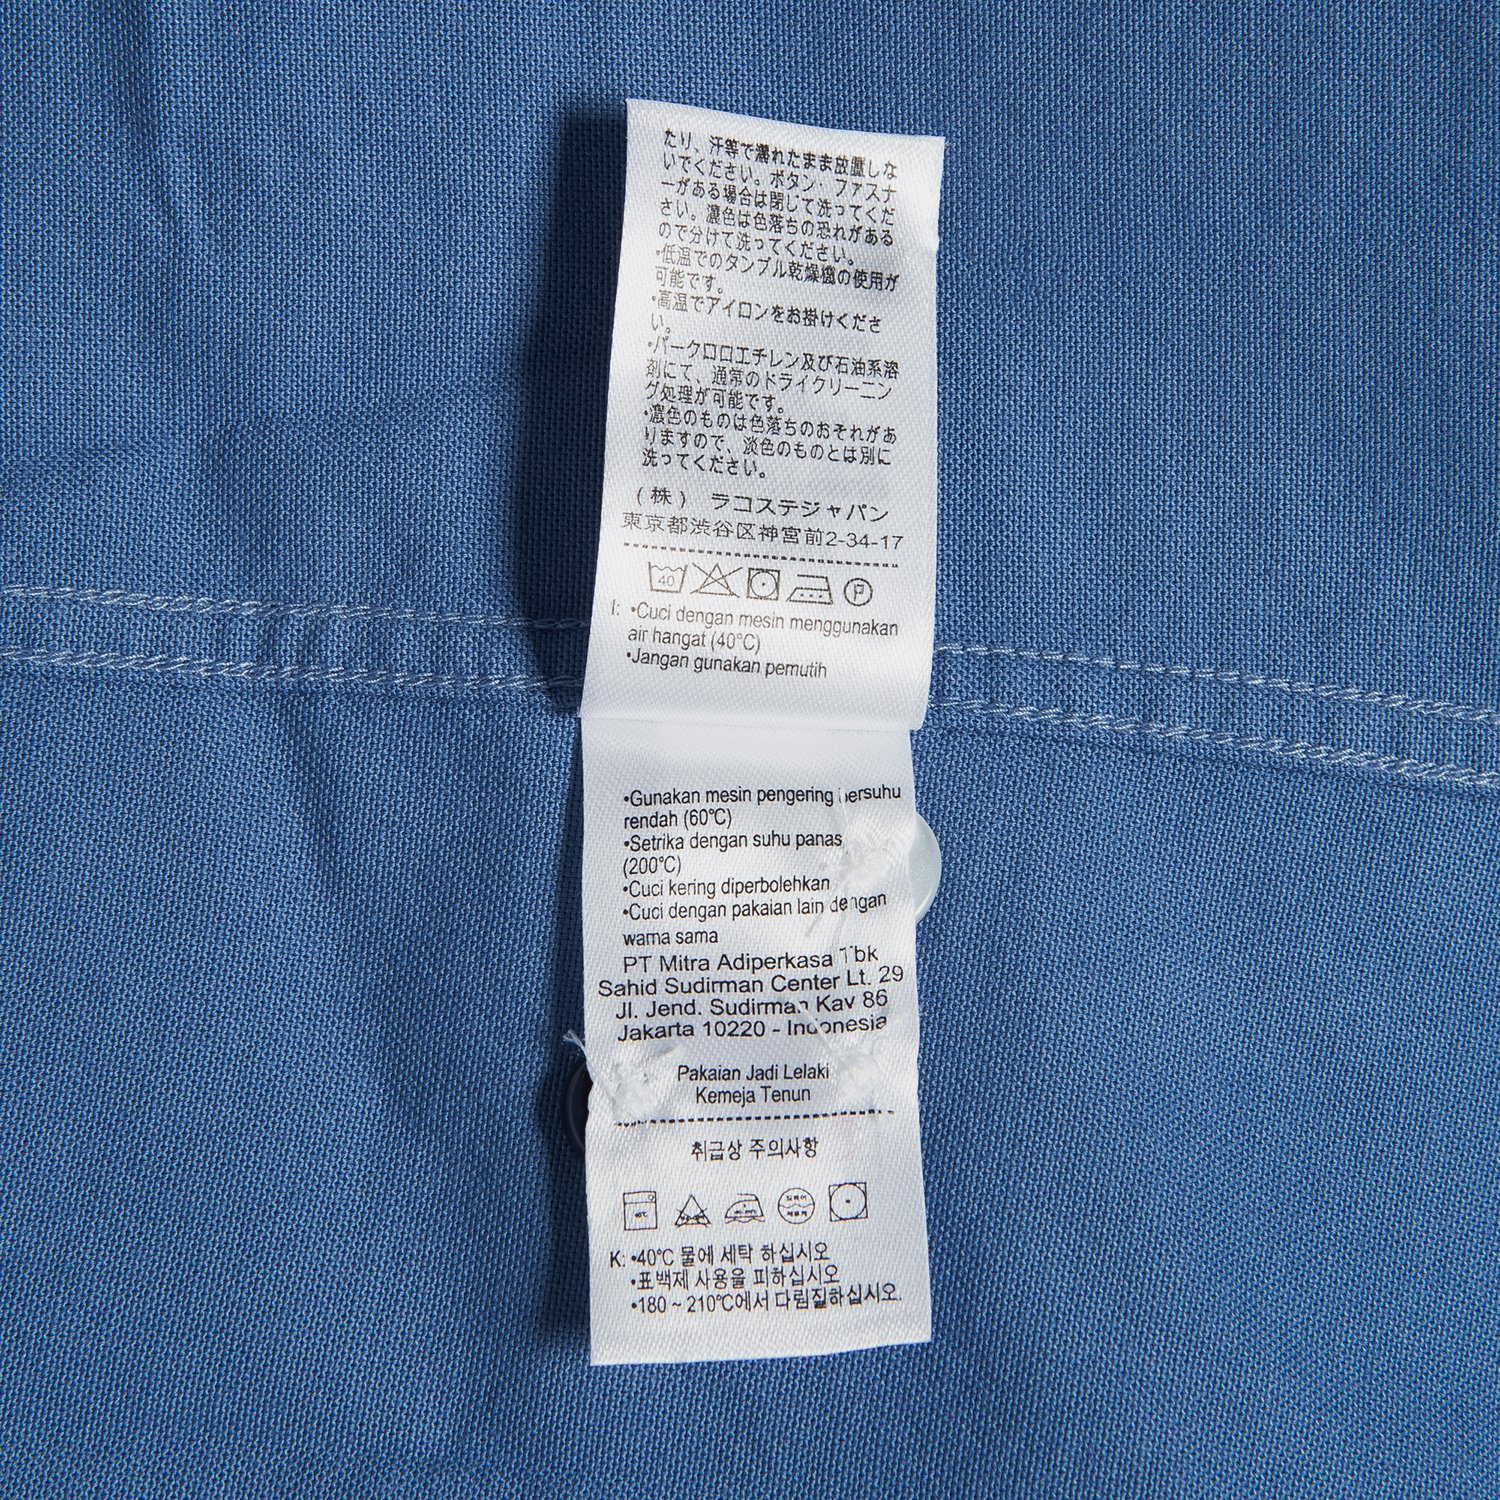 たり、汗等で濡れたまま放置しな
いでください。ボタン・ファスナ
ーがある場合は閉じて洗ってくだ
さい。濃色は色落ちの恐れがある
ので分けて洗ってください。
•低温でのタンブル乾燥機の使用が
可能です。
•高温でアイロンをお掛けくださ
い。
•パークロロエチレン及び石油系溶
剤にて、通常のドライクリーニン
グ処理が可能です。
•濃色のものは色落ちのおそれがあ
りますので、淡色のものとは別に
洗ってください。
(株) ラコステジャパン
東京都渋谷区神宮前2-34-17
40 P
I: •Cuci dengan mesin menggunakan
air hangat (40°C)
•Jangan gunakan pemutih
•Gunakan mesin pengering bersuhu
rendah (60℃)
•Setrika dengan suhu panas
(200℃)
•Cuci kering diperbolehkan
•Cuci dengan pakaian lain dengan
warna sama
PT Mitra Adiperkasa Tbk
Sahid Sudirman Center Lt. 29
Jl. Jend. Sudirman Kav 86
Jakarta 10220 - Indonesia
Pakaian Jadi Lelaki
Kemeja Tenun
취급상 주의사항
K: •40℃ 물에 세탁 하십시오
•표백제 사용을 피하십시오
•180 ~ 210℃에서 다림질하십시오.